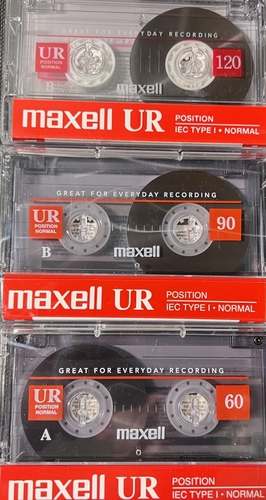 GREAT FOR EVERYDAY RECORDING
UR
POSITION
NORMAL
120
B
maxell
maxell UR
POSITION
IEC TYPE I • NORMAL
GREAT FOR EVERYDAY RECORDING
UR
POSITION
NORMAL
90
B
maxell
maxell UR
POSITION
IEC TYPE I • NORMAL
GREAT FOR EVERYDAY RECORDING
UR
POSITION
NORMAL
60
A
maxell
maxell UR
POSITION
IEC TYPE I • NORMAL